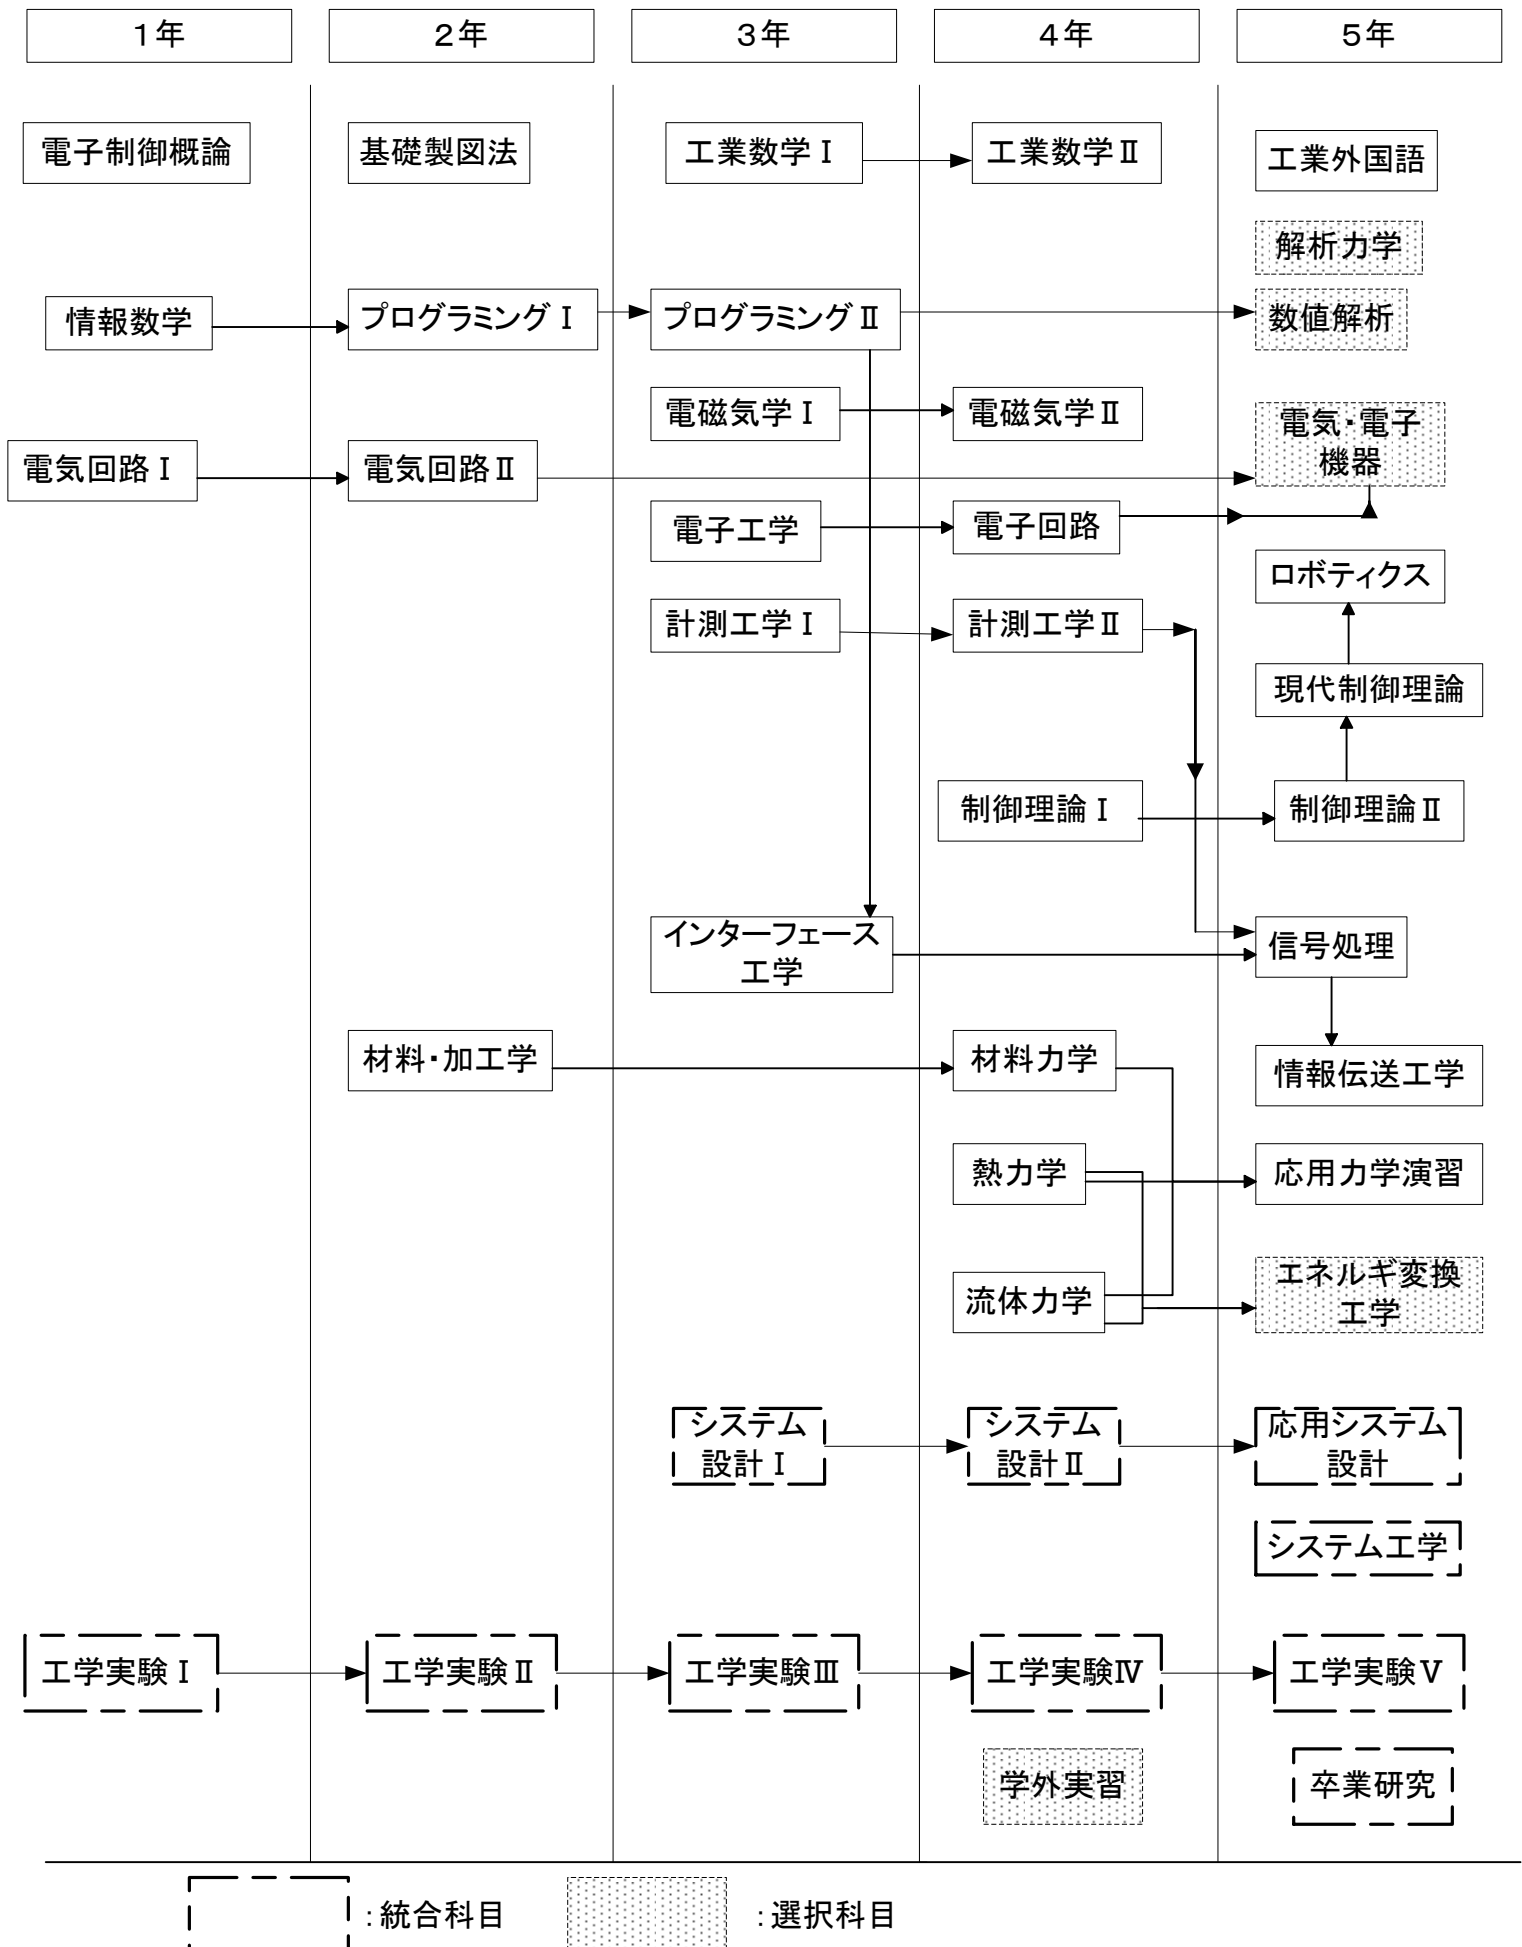 １年
２年
３年
４年
５年
電子制御概論
基礎製図法
工業数学Ⅰ
工業数学Ⅱ
工業外国語
解析力学
情報数学
プログラミングⅠ
プログラミングⅡ
数値解析
電磁気学Ⅰ
電磁気学Ⅱ
電気・電子
機器
電気回路Ⅰ
電気回路Ⅱ
電子工学
電子回路
ロボティクス
計測工学Ⅰ
計測工学Ⅱ
現代制御理論
制御理論Ⅰ
制御理論Ⅱ
インターフェース
工学
信号処理
材料・加工学
材料力学
情報伝送工学
熱力学
応用力学演習
流体力学
エネルギ変換
工学
システム
設計Ⅰ
システム
設計Ⅱ
応用システム
設計
システム工学
工学実験Ⅰ
工学実験Ⅱ
工学実験Ⅲ
工学実験Ⅳ
工学実験Ⅴ
学外実習
卒業研究
：統合科目
：選択科目